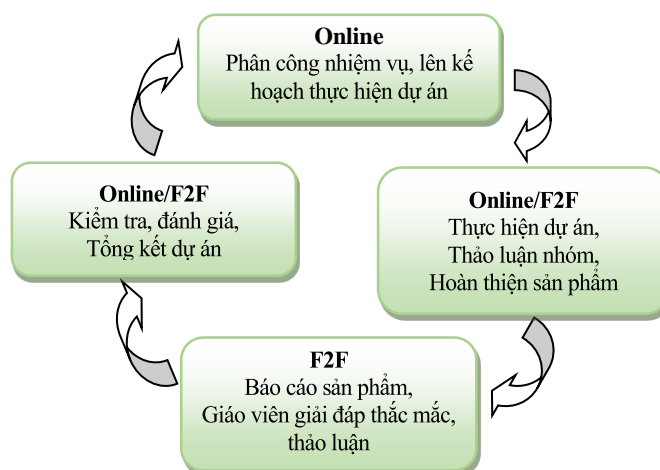 Online
Phân công nhiệm vụ, lên kế
hoạch thực hiện dự án
Online/F2F
Thực hiện dự án,
Thảo luận nhóm,
Hoàn thiện sản phẩm
F2F
Báo cáo sản phẩm,
Giáo viên giải đáp thắc mắc,
thảo luận
Online/F2F
Kiểm tra, đánh giá,
Tổng kết dự án